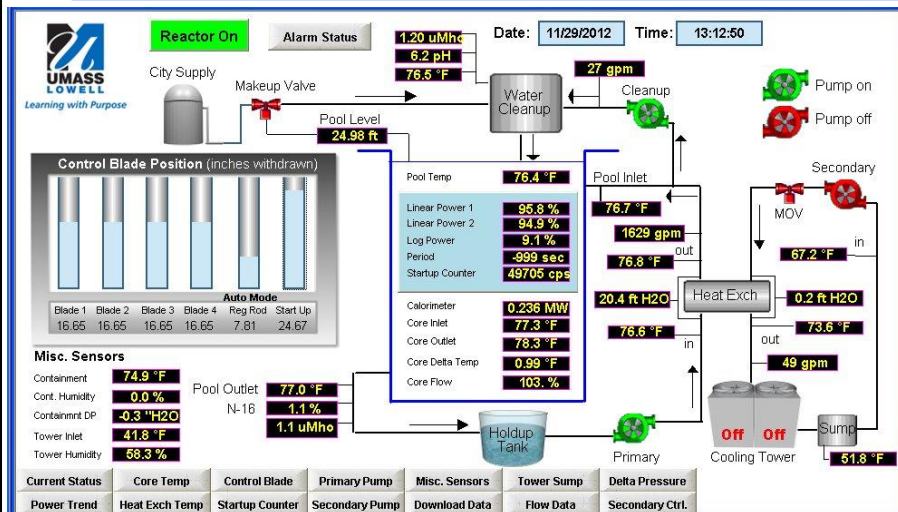 UMASS
LOWELL
Learning with Purpose
Reactor On
Alarm Status
Date: 11/29/2012 Time: 13:12:50
1.20 uMho
6.2 pH
76.5 °F
City Supply
Makeup Valve
Water
Cleanup
27 gpm
Cleanup
Pump on
Pump off
Pool Level
24.98 ft
Control Blade Position (inches withdrawn)
Auto Mode
Blade 1 Blade 2 Blade 3 Blade 4 Reg Rod Start Up
16.65 16.65 16.65 16.65 7.81 24.67
Pool Temp 76.4 °F
Linear Power 1 95.8 %
Linear Power 2 94.9 %
Log Power 9.1 %
Period -999 sec
Startup Counter 49705 cps
Calorimeter 0.236 MW
Core Inlet 77.3 °F
Core Outlet 78.3 °F
Core Delta Temp 0.99 °F
Core Flow 103. %
Pool Inlet
76.7 °F
1629 gpm
out
76.8 °F
20.4 ft H2O
Heat Exch
0.2 ft H2O
76.6 °F
in
Secondary
MOV
in
67.2 °F
73.6 °F
out
49 gpm
Off Off
Cooling Tower
Sump
51.8 °F
Misc. Sensors
Containment 74.9 °F
Cont. Humidity 0.0 %
Containmnt DP -0.3 "H2O
Tower Inlet 41.8 °F
Tower Humidity 58.3 %
Pool Outlet 77.0 °F
N-16 1.1 %
1.1 uMho
Holdup
Tank
Primary
Current Status Core Temp Control Blade Primary Pump Misc. Sensors Tower Sump Delta Pressure
Power Trend Heat Exch Temp Startup Counter Secondary Pump Download Data Flow Data Secondary Ctrl.